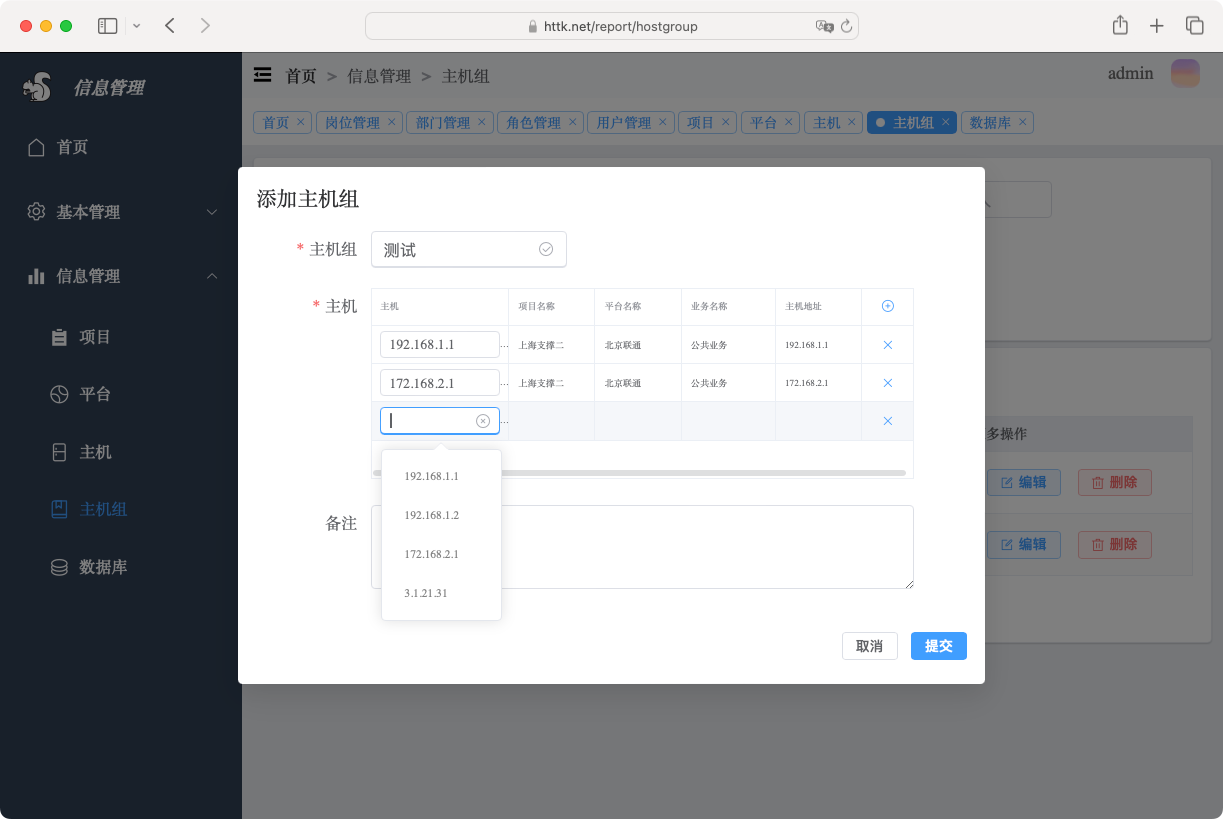 httk.net/report/hostgroup
信息管理
首页 > 信息管理 > 主机组
admin
首页 × 岗位管理 × 部门管理 × 角色管理 × 用户管理 × 项目 × 平台 × 主机 × 主机组 × 数据库 ×
首页
基本管理
信息管理
项目
平台
主机
主机组
数据库
添加主机组
* 主机组 测试
* 主机
主机 项目名称 平台名称 业务名称 主机地址
192.168.1.1 ... 上海支撑二 北京联通 公共业务 192.168.1.1
172.168.2.1 ... 上海支撑二 北京联通 公共业务 172.168.2.1
...
192.168.1.1
192.168.1.2
172.168.2.1
3.1.21.31
备注
取消 提交
多操作
编辑 删除
编辑 删除